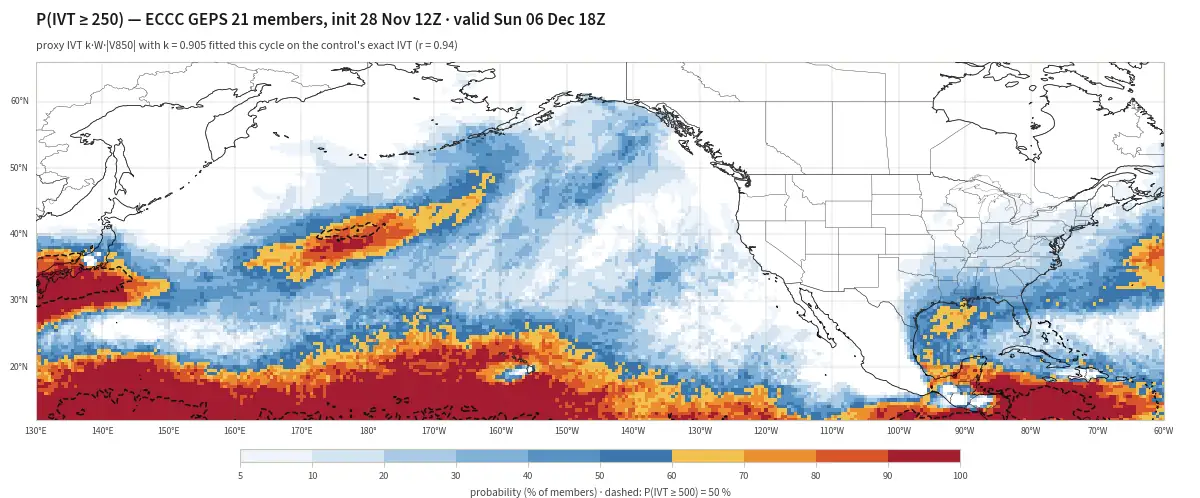 P(IVT ≥ 250) — ECCC GEPS 21 members, init 28 Nov 12Z · valid Sun 06 Dec 18Z
proxy IVT k·W·|V850| with k = 0.905 fitted this cycle on the control's exact IVT (r = 0.94)
60°N
50°N
40°N
30°N
20°N
130°E 140°E 150°E 160°E 170°E 180° 170°W 160°W 150°W 140°W 130°W 120°W 110°W 100°W 90°W 80°W 70°W 60°W
5 10 20 30 40 50 60 70 80 90 100
probability (% of members) · dashed: P(IVT ≥ 500) = 50 %